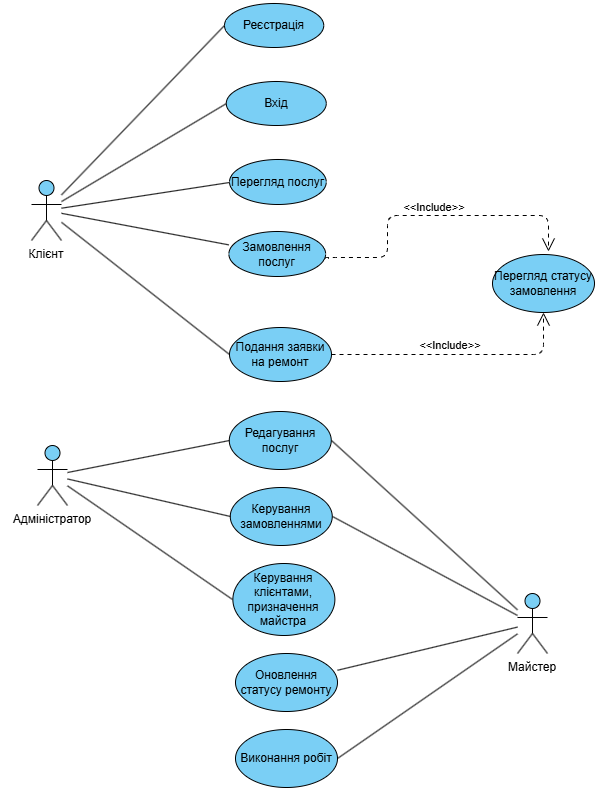 Реєстрація
Вхід
Перегляд послуг
Клієнт
<<Include>>
Замовлення
послуг
Перегляд статусу
замовлення
Подання заявки
на ремонт
<<Include>>
Редагування
послуг
Адміністратор
Керування
замовленнями
Керування
клієнтами,
призначення
майстра
Майстер
Оновлення
статусу ремонту
Виконання робіт